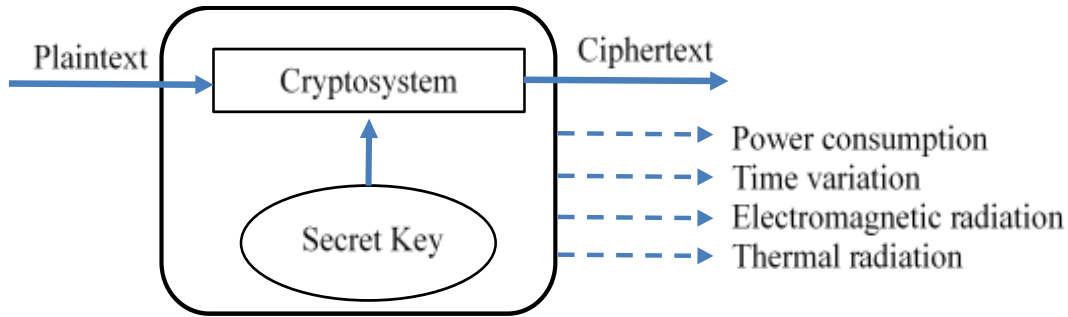 Plaintext
Cryptosystem
Ciphertext
Secret Key
Power consumption
Time variation
Electromagnetic radiation
Thermal radiation